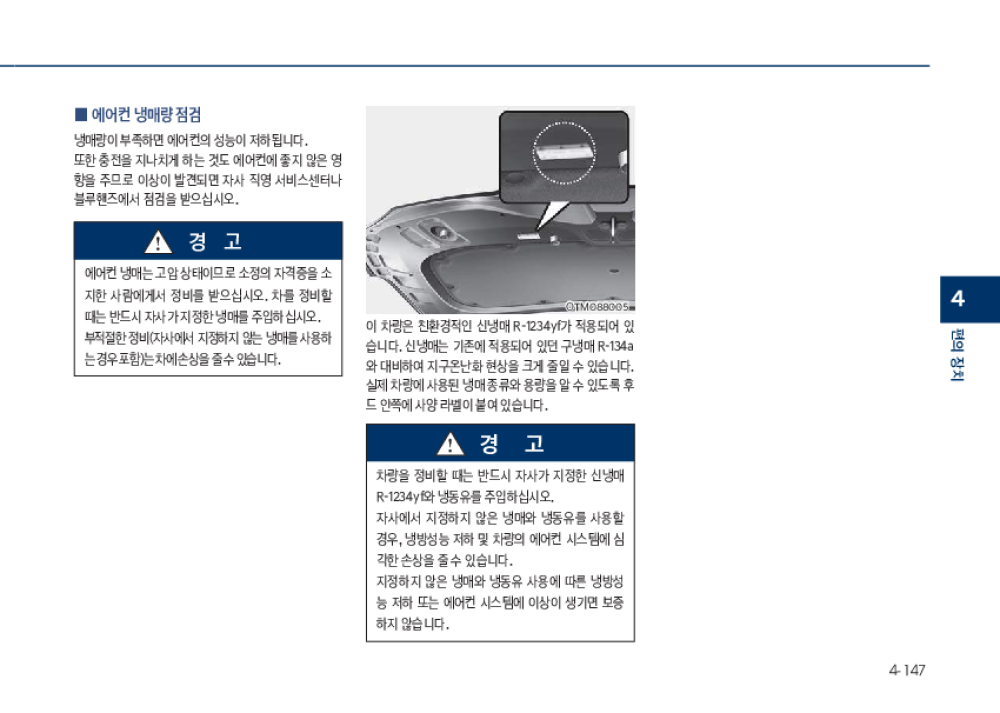 ■ 에어컨 냉매량 점검
냉매량이 부족하면 에어컨의 성능이 저하됩니다.
또한 충전을 지나치게 하는 것도 에어컨에 좋지 않은 영
향을 주므로 이상이 발견되면 자사 직영 서비스센터나
블루핸즈에서 점검을 받으십시오.
경 고
에어컨 냉매는 고압 상태이므로 소정의 자격증을 소
지한 사람에게서 정비를 받으십시오. 차를 정비할
때는 반드시 자사가 지정한 냉매를 주입하십시오.
부적절한 정비(자사에서 지정하지 않는 냉매를 사용하
는 경우 포함)는 차에 손상을 줄 수 있습니다.
OTM088005
이 차량은 친환경적인 신냉매 R-1234yf가 적용되어 있
습니다. 신냉매는 기존에 적용되어 있던 구냉매 R-134a
와 대비하여 지구온난화 현상을 크게 줄일 수 있습니다.
실제 차량에 사용된 냉매 종류와 용량을 알 수 있도록 후
드 안쪽에 사양 라벨이 붙여 있습니다.
경 고
차량을 정비할 때는 반드시 자사가 지정한 신냉매
R-1234yf와 냉동유를 주입하십시오.
자사에서 지정하지 않은 냉매와 냉동유를 사용할
경우, 냉방성능 저하 및 차량의 에어컨 시스템에 심
각한 손상을 줄 수 있습니다.
지정하지 않은 냉매와 냉동유 사용에 따른 냉방성
능 저하 또는 에어컨 시스템에 이상이 생기면 보증
하지 않습니다.
4
편의 장치
4-147